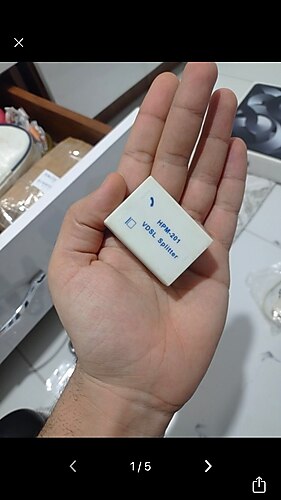 HPM-201
VDSL Splitter
1/5